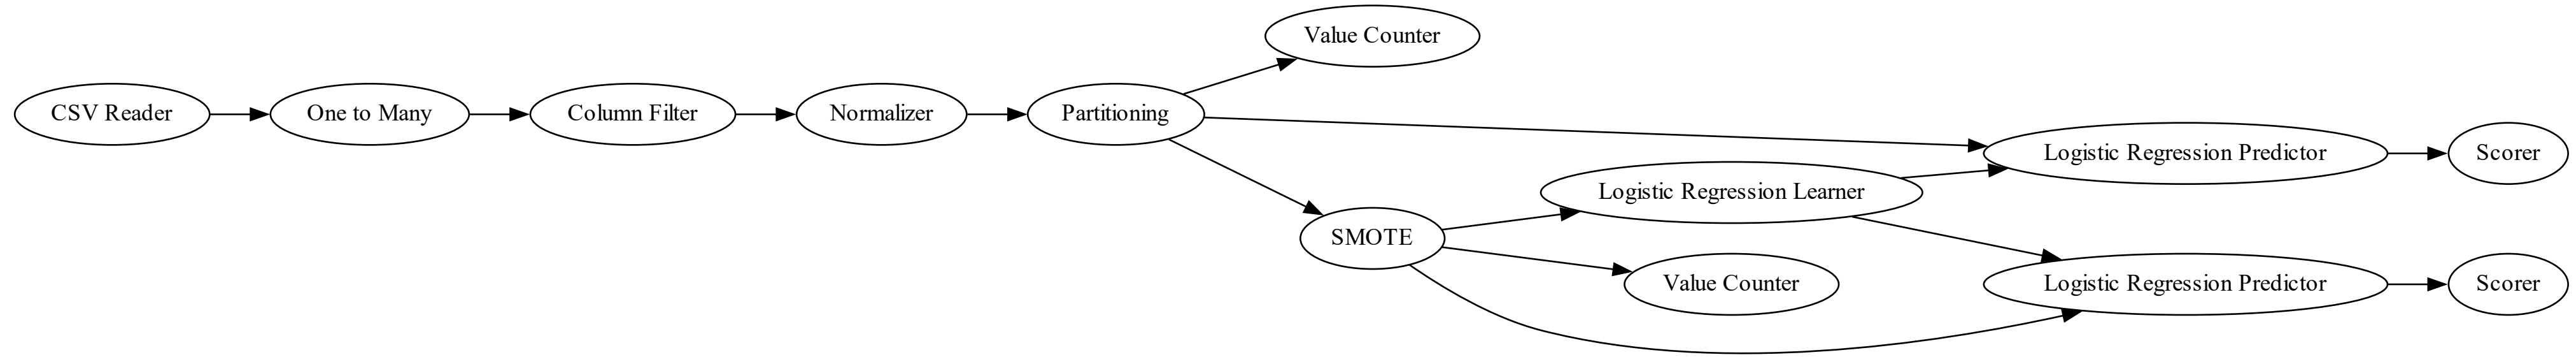 Value Counter
CSV Reader
One to Many
Column Filter
Normalizer
Partitioning
Logistic Regression Predictor
Scorer
Logistic Regression Learner
SMOTE
Value Counter
Logistic Regression Predictor
Scorer